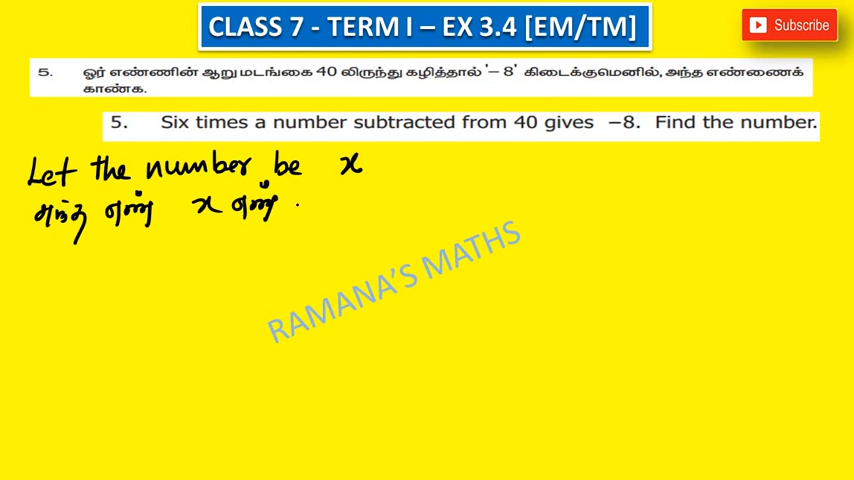 CLASS 7 - TERM I – EX 3.4 [EM/TM]
Subscribe
5. ஓர் எண்ணின் ஆறு மடங்கை 40 லிருந்து கழித்தால் '– 8' கிடைக்குமெனில், அந்த எண்ணைக்
காண்க.
5. Six times a number subtracted from 40 gives −8. Find the number.
Let the number be x
அந்த எண் x என்
RAMANA'S MATHS